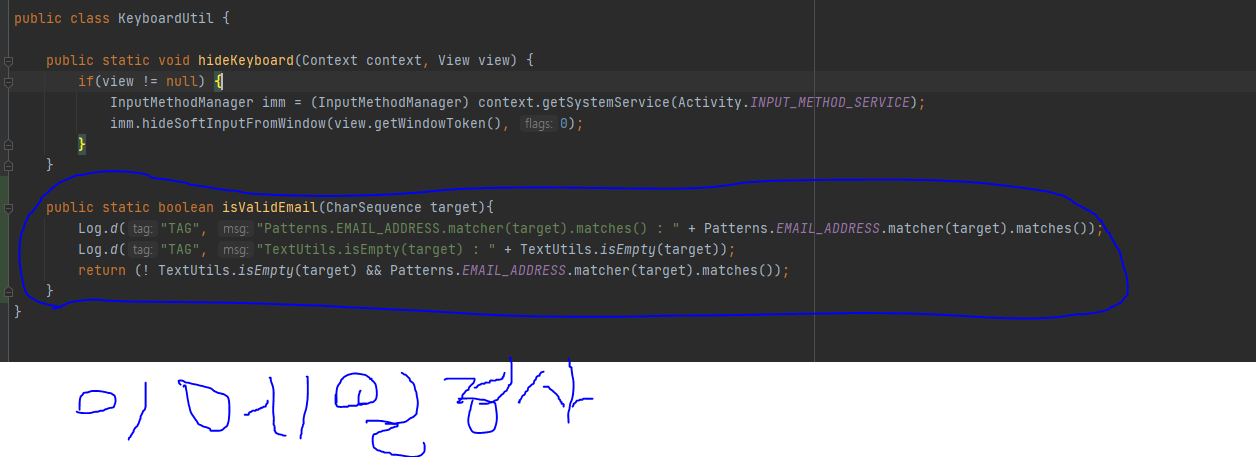 public class KeyboardUtil {
public static void hideKeyboard(Context context, View view) {
if(view != null) {
InputMethodManager imm = (InputMethodManager) context.getSystemService(Activity.INPUT_METHOD_SERVICE);
imm.hideSoftInputFromWindow(view.getWindowToken(), flags: 0);
}
}
public static boolean isValidEmail(CharSequence target){
Log.d( tag: "TAG", msg: "Patterns.EMAIL_ADDRESS.matcher(target).matches() : " + Patterns.EMAIL_ADDRESS.matcher(target).matches());
Log.d( tag: "TAG", msg: "TextUtils.isEmpty(target) : " + TextUtils.isEmpty(target));
return (! TextUtils.isEmpty(target) && Patterns.EMAIL_ADDRESS.matcher(target).matches());
}
}
이메일검사